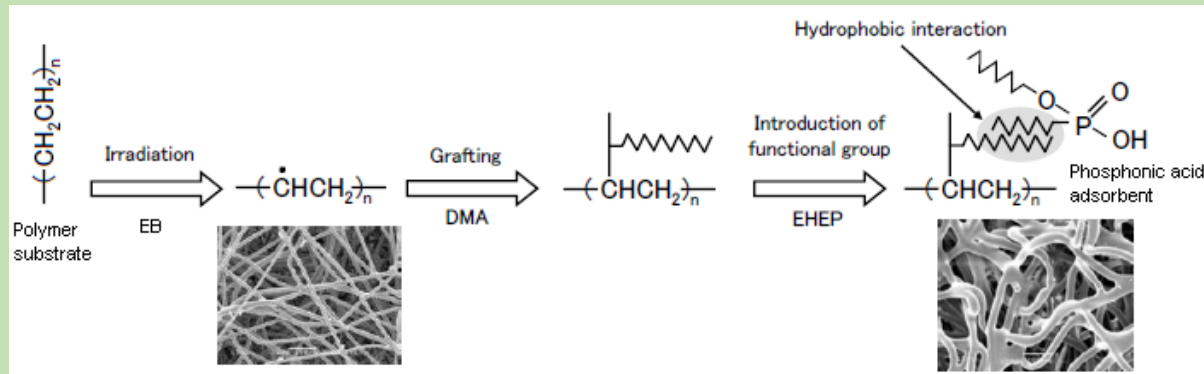 Hydrophobic interaction
-(CH2CH2)n-
Irradiation
EB
Polymer
substrate
-(ĊHCH2)n-
Grafting
DMA
-(CHCH2)n-
Introduction of
functional group
EHEP
O
P
O
OH
-(CHCH2)n-
Phosphonic acid
adsorbent